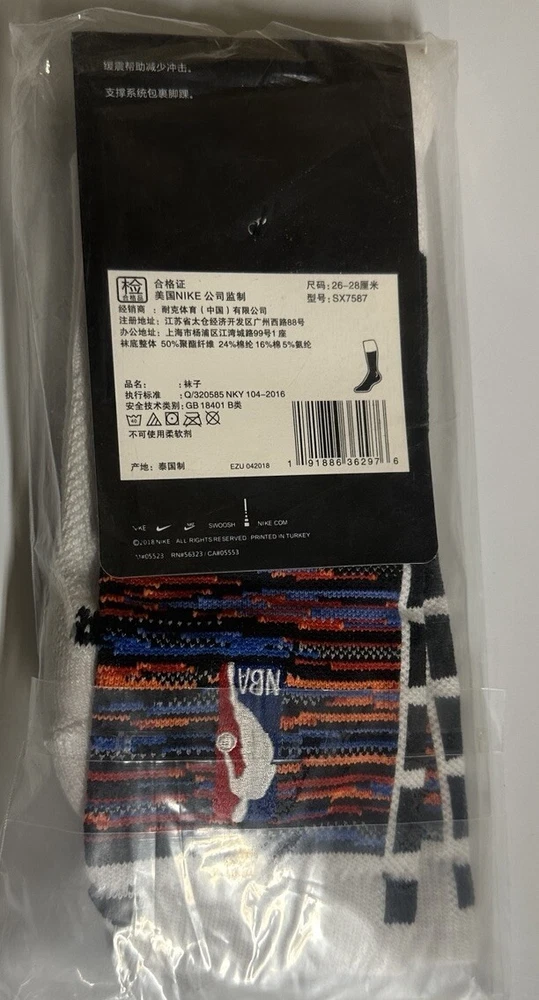 缓震帮助减少冲击。
支撑系统包裹脚踝。
检
合格品
合格证
美国NIKE 公司监制
尺码: 26-28厘米
型号: SX7587
经销商 : 耐克体育（中国）有限公司
注册地址: 江苏省太仓经济开发区广州西路88号
办公地址: 上海市杨浦区江湾城路99号1座
袜底整体 50%聚酯纤维 24%棉纶 16%棉 5%氨纶
品名: : 袜子
执行标准 : Q/320585 NKY 104-2016
安全技术类别: GB 18401 B类
40
不可使用柔软剂
产地: 泰国制
EZU 042018
1 91886 36297 6
SWOOSH
NIKE.COM
©2018 NIKE ALL RIGHTS RESERVED PRINTED IN TURKEY
RN#56323 / CA#05553
NBA